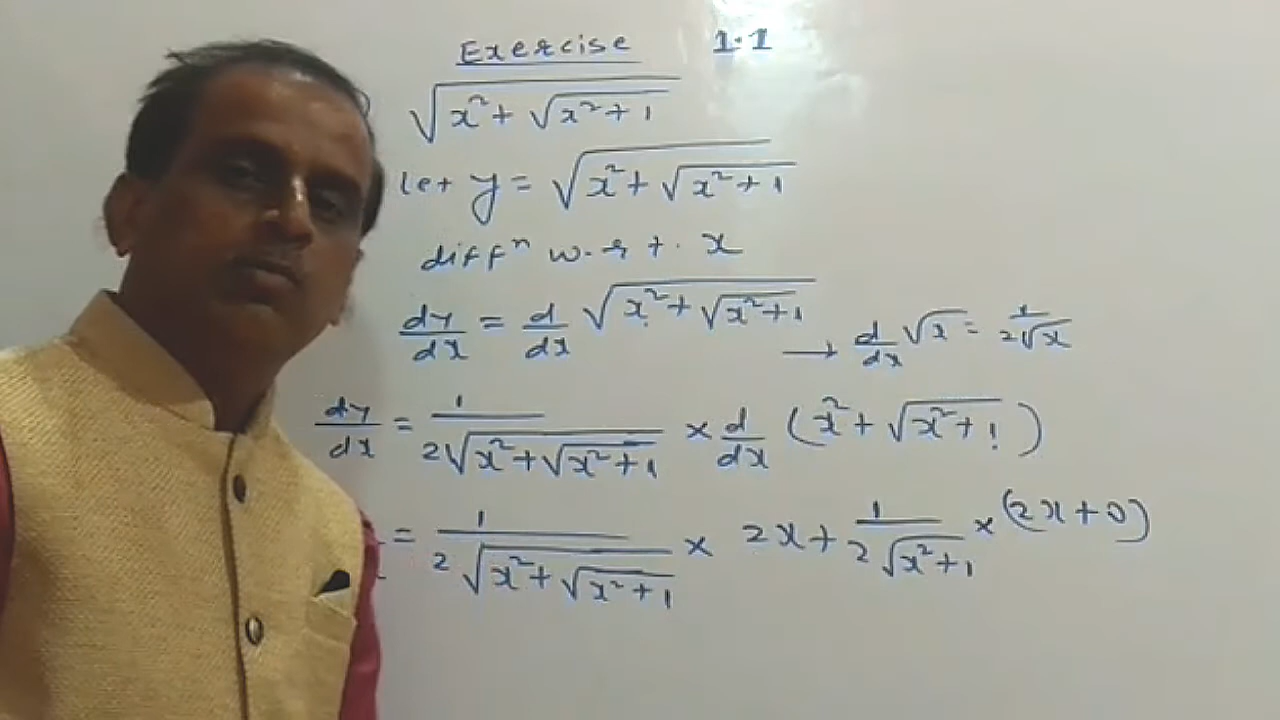 Exercise 1.1
√(x² + √(x²+1))
let y = √(x² + √(x²+1))
diffⁿ w.r.t. x
dy/dx = d/dx √(x² + √(x²+1)) → d/dx √x = 1/(2√x)
dy/dx = 1/(2√(x²+√(x²+1))) × d/dx (x² + √(x²+1))
= 1/(2√(x²+√(x²+1))) × 2x + 1/(2√(x²+1)) × (2x+0)